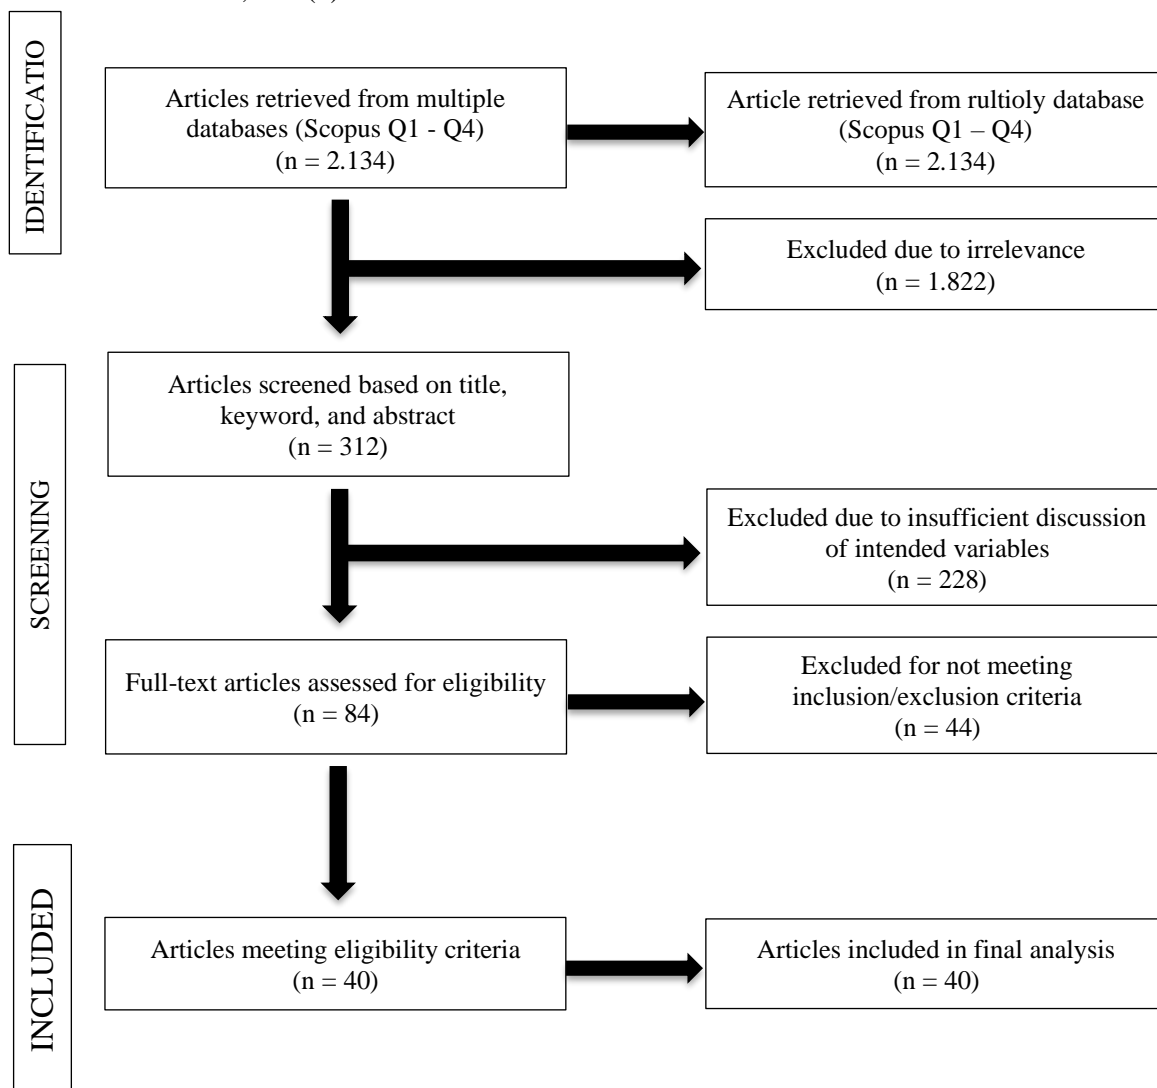 IDENTIFICATIO
Articles retrieved from multiple
databases (Scopus Q1 - Q4)
(n = 2.134)
Article retrieved from rultioly database
(Scopus Q1 – Q4)
(n = 2.134)
Excluded due to irrelevance
(n = 1.822)
SCREENING
Articles screened based on title,
keyword, and abstract
(n = 312)
Excluded due to insufficient discussion
of intended variables
(n = 228)
Full-text articles assessed for eligibility
(n = 84)
Excluded for not meeting
inclusion/exclusion criteria
(n = 44)
INCLUDED
Articles meeting eligibility criteria
(n = 40)
Articles included in final analysis
(n = 40)